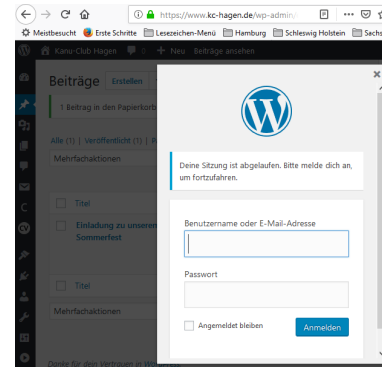 https://www.kc-hagen.de/wp-admin/
Meistbesucht Erste Schritte Lesezeichen-Menü Hamburg Schleswig Holstein Sachs
Kanu-Club Hagen 0 + Neu Beiträge ansehen
Beiträge Erstellen
1 Beitrag in den Papierkorb
Alle (1) | Veröffentlicht (1) |
Mehrfachaktionen
Titel
Einladung zu unserem
Sommerfest
Titel
Mehrfachaktionen
Danke für dein Vertrauen in WordPress
Deine Sitzung ist abgelaufen. Bitte melde dich an,
um fortzufahren.
Benutzername oder E-Mail-Adresse
Passwort
Angemeldet bleiben
Anmelden